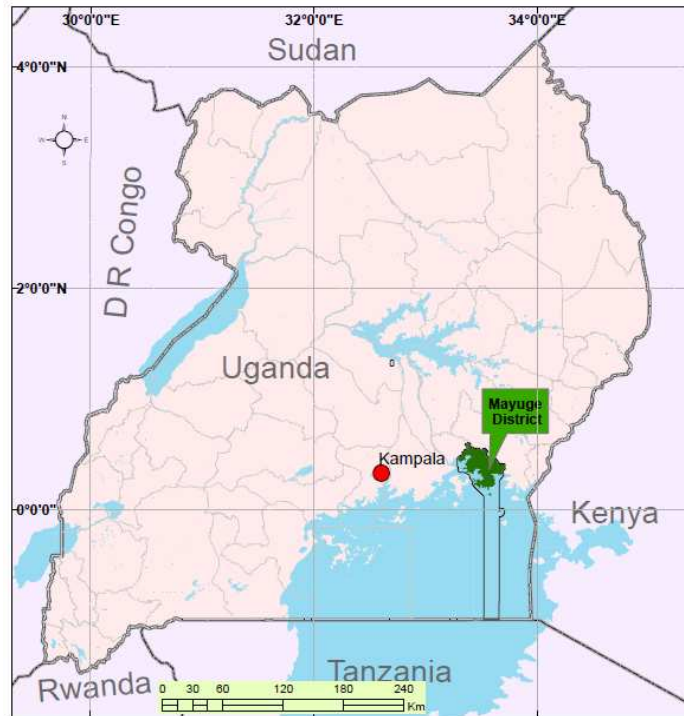 30°0'0"E 32°0'0"E 34°0'0"E
Sudan
4°0'0"N
N
W E
S
D R Congo
2°0'0"N
Uganda
0
Mayuge
District
Kampala
0°0'0"
Kenya
Tanzania
Rwanda
0 30 60 120 180 240
Km